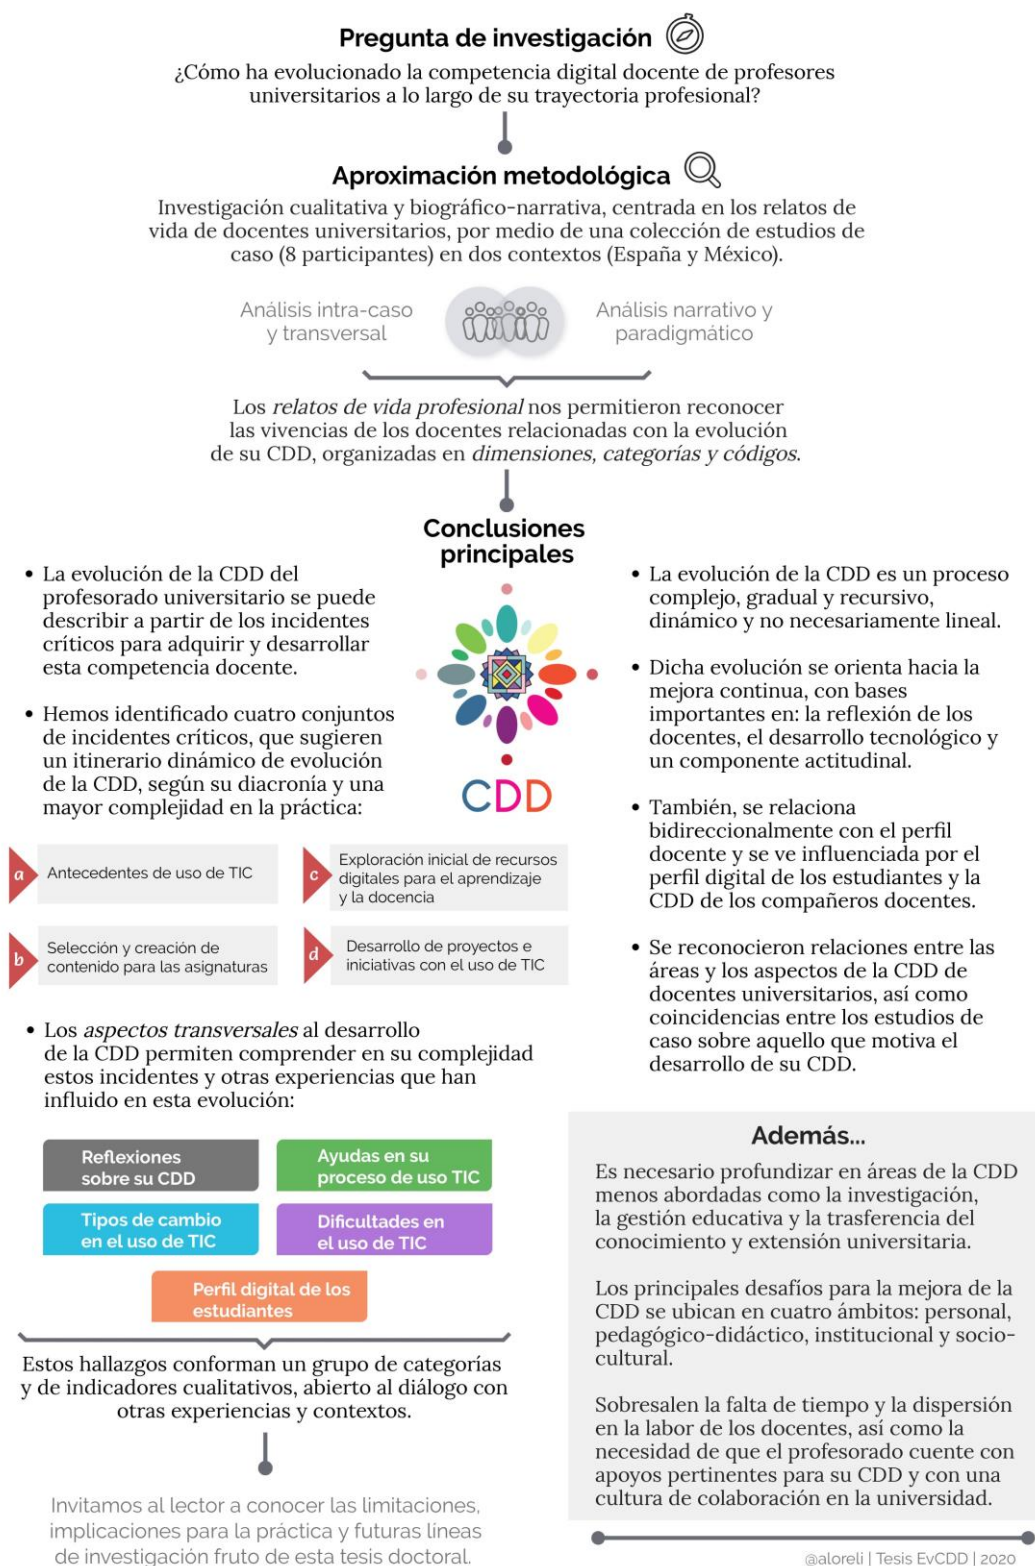 Pregunta de investigación
¿Cómo ha evolucionado la competencia digital docente de profesores
universitarios a lo largo de su trayectoria profesional?
Aproximación metodológica
Investigación cualitativa y biográfico-narrativa, centrada en los relatos de
vida de docentes universitarios, por medio de una colección de estudios de
caso (8 participantes) en dos contextos (España y México).
Análisis intra-caso
y transversal
Análisis narrativo y
paradigmático
Los relatos de vida profesional nos permitieron reconocer
las vivencias de los docentes relacionadas con la evolución
de su CDD, organizadas en dimensiones, categorías y códigos.
Conclusiones
principales
• La evolución de la CDD del
profesorado universitario se puede
describir a partir de los incidentes
críticos para adquirir y desarrollar
esta competencia docente.
• Hemos identificado cuatro conjuntos
de incidentes críticos, que sugieren
un itinerario dinámico de evolución
de la CDD, según su diacronía y una
mayor complejidad en la práctica:
CDD
a
Antecedentes de uso de TIC
b
Selección y creación de
contenido para las asignaturas
c
Exploración inicial de recursos
digitales para el aprendizaje
y la docencia
d
Desarrollo de proyectos e
iniciativas con el uso de TIC
• Los aspectos transversales al desarrollo
de la CDD permiten comprender en su complejidad
estos incidentes y otras experiencias que han
influido en esta evolución:
Reflexiones
sobre su CDD
Ayudas en su
proceso de uso TIC
Tipos de cambio
en el uso de TIC
Dificultades en
el uso de TIC
Perfil digital de los
estudiantes
Estos hallazgos conforman un grupo de categorías
y de indicadores cualitativos, abierto al diálogo con
otras experiencias y contextos.
Invitamos al lector a conocer las limitaciones,
implicaciones para la práctica y futuras líneas
de investigación fruto de esta tesis doctoral.
• La evolución de la CDD es un proceso
complejo, gradual y recursivo,
dinámico y no necesariamente lineal.
• Dicha evolución se orienta hacia la
mejora continua, con bases
importantes en: la reflexión de los
docentes, el desarrollo tecnológico y
un componente actitudinal.
• También, se relaciona
bidireccionalmente con el perfil
docente y se ve influenciada por el
perfil digital de los estudiantes y la
CDD de los compañeros docentes.
• Se reconocieron relaciones entre las
áreas y los aspectos de la CDD de
docentes universitarios, así como
coincidencias entre los estudios de
caso sobre aquello que motiva el
desarrollo de su CDD.
Además...
Es necesario profundizar en áreas de la CDD
menos abordadas como la investigación,
la gestión educativa y la trasferencia del
conocimiento y extensión universitaria.
Los principales desafíos para la mejora de la
CDD se ubican en cuatro ámbitos: personal,
pedagógico-didáctico, institucional y socio-
cultural.
Sobresalen la falta de tiempo y la dispersión
en la labor de los docentes, así como la
necesidad de que el profesorado cuente con
apoyos pertinentes para su CDD y con una
cultura de colaboración en la universidad.
@aloreli | Tesis EvCDD | 2020